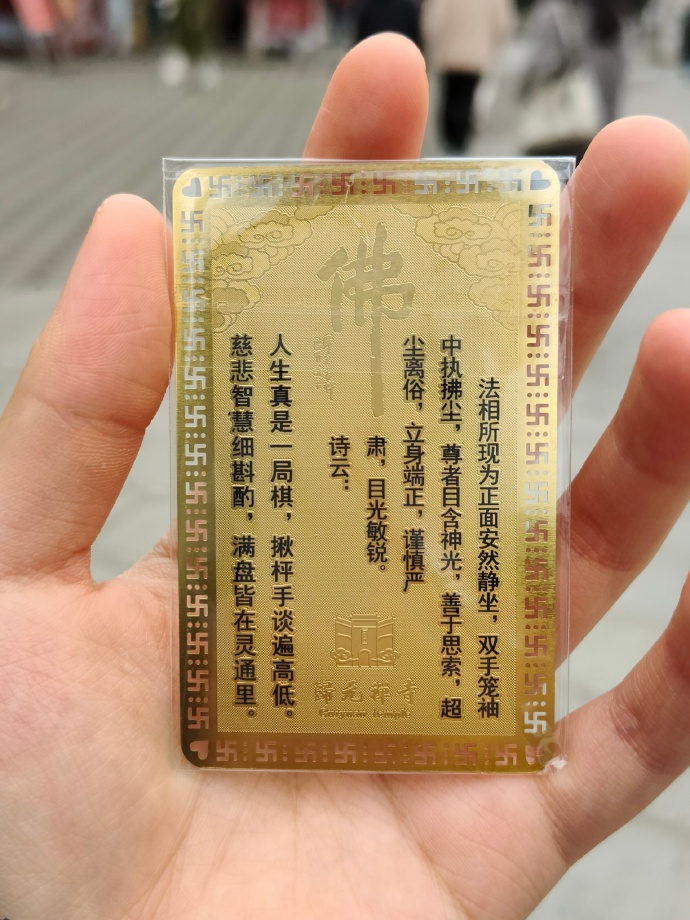 佛
法相所现为正面安然静坐，双手笼袖
中执拂尘，尊者目含神光，善于思索，超
尘离俗，立身端正，谨慎严
肃，目光敏锐。
诗云：
人生真是一局棋，揪枰手谈遍高低。
慈悲智慧细斟酌，满盘皆在灵通里。
歸元禅寺
Guiyuan Temple